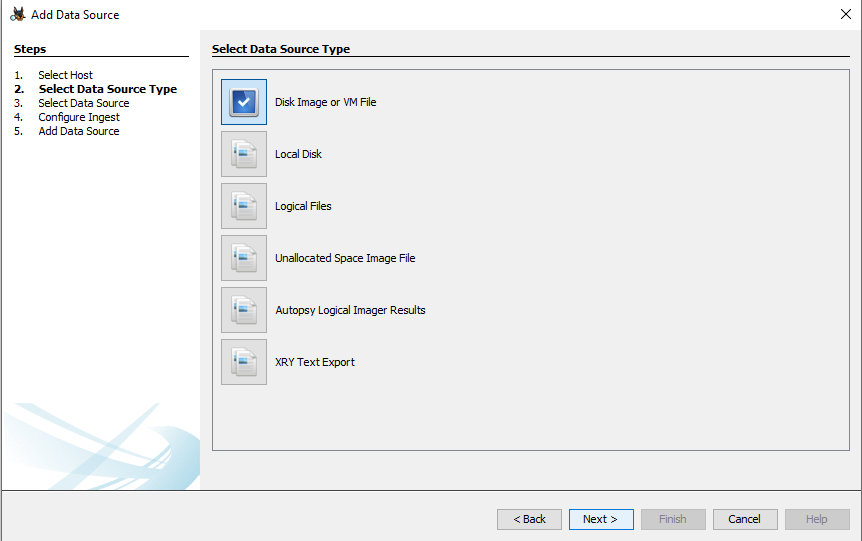 Add Data Source
Steps
1. Select Host
2. Select Data Source Type
3. Select Data Source
4. Configure Ingest
5. Add Data Source
Select Data Source Type
Disk Image or VM File
Local Disk
Logical Files
Unallocated Space Image File
Autopsy Logical Imager Results
XRY Text Export
< Back Next > Finish Cancel Help